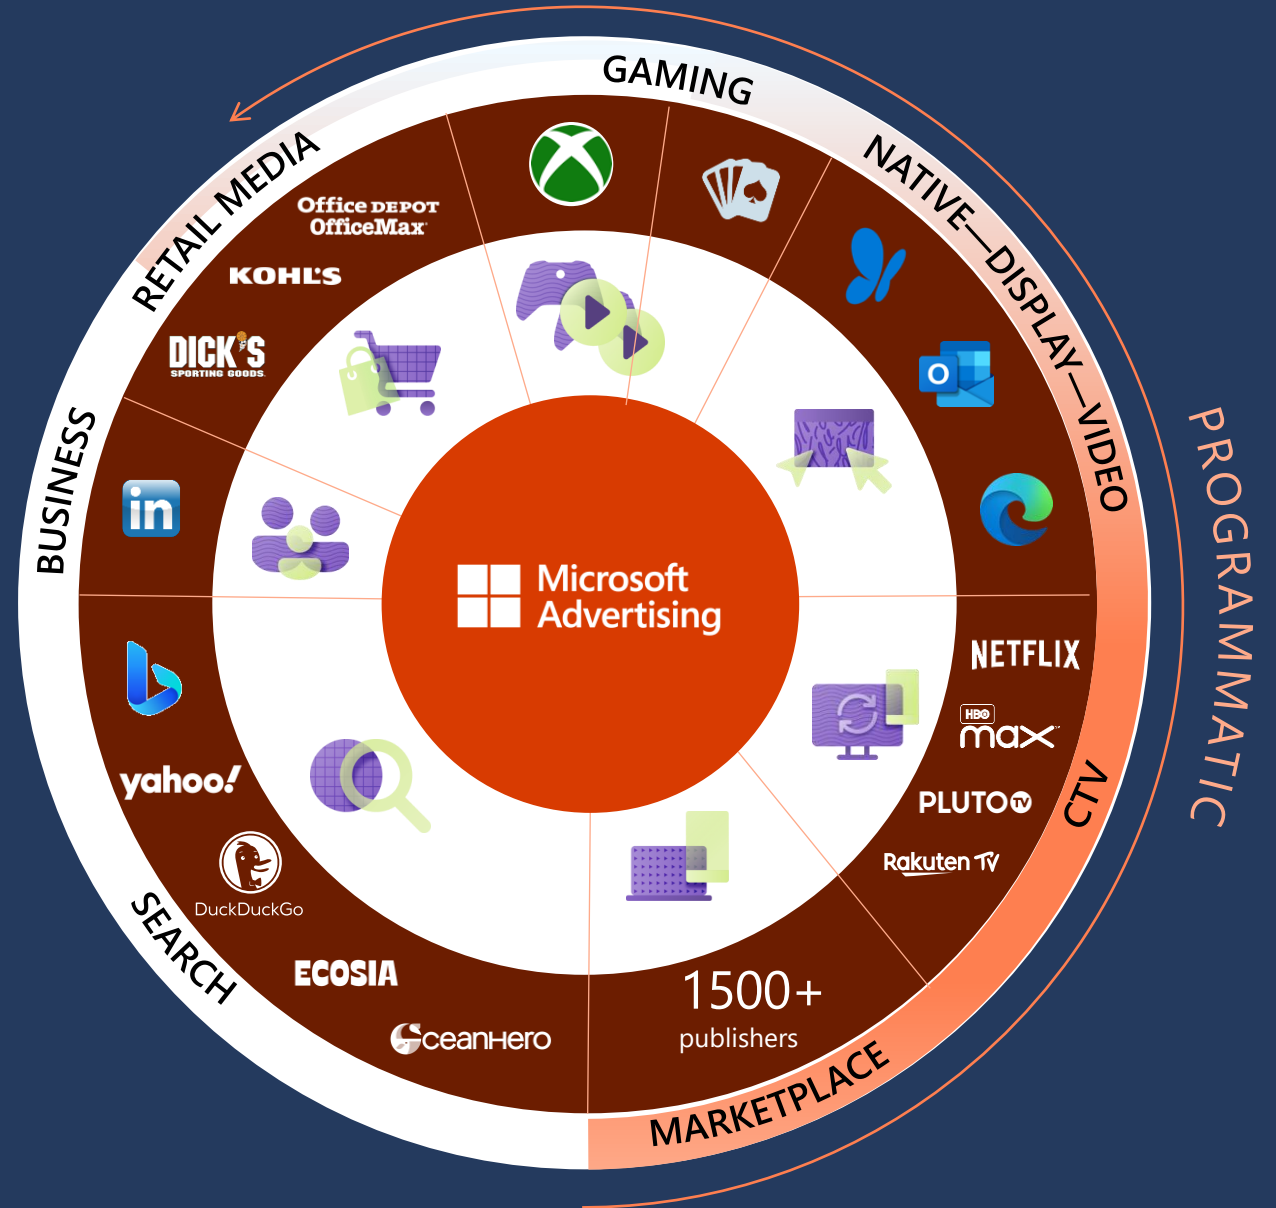 GAMING
NATIVE—DISPLAY—VIDEO
CTV
MARKETPLACE
SEARCH
BUSINESS
RETAIL MEDIA
PROGRAMMATIC
Office DEPOT
OfficeMax
KOHL'S
DICK'S
SPORTING GOODS
in
yahoo!
DuckDuckGo
ECOSIA
OceanHero
1500+
publishers
O
NETFLIX
HBO
max
PLUTO TV
Rakuten TV
Microsoft
Advertising